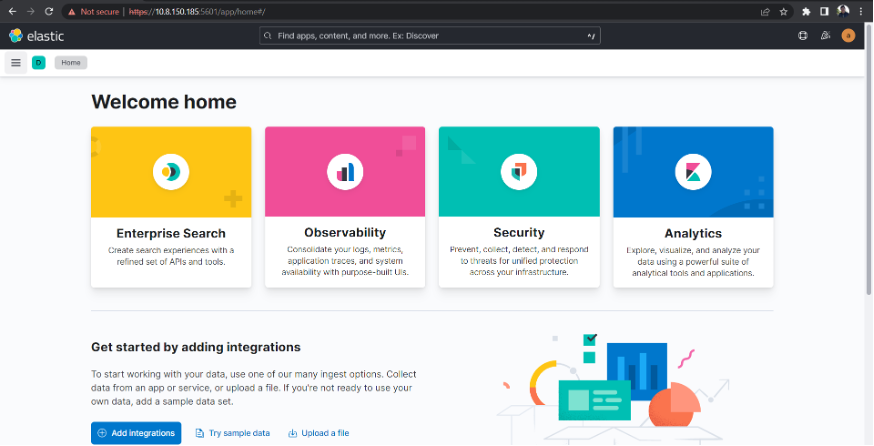 Not secure | https://10.8.150.185:5601/app/home#/
elastic
Find apps, content, and more. Ex: Discover
^/
D
Home
a
Welcome home
Enterprise Search
Create search experiences with a
refined set of APIs and tools.
Observability
Consolidate your logs, metrics,
application traces, and system
availability with purpose-built UIs.
Security
Prevent, collect, detect, and respond
to threats for unified protection
across your infrastructure.
Analytics
Explore, visualize, and analyze your
data using a powerful suite of
analytical tools and applications.
Get started by adding integrations
To start working with your data, use one of our many ingest options. Collect
data from an app or service, or upload a file. If you're not ready to use your
own data, add a sample data set.
Add integrations
Try sample data
Upload a file